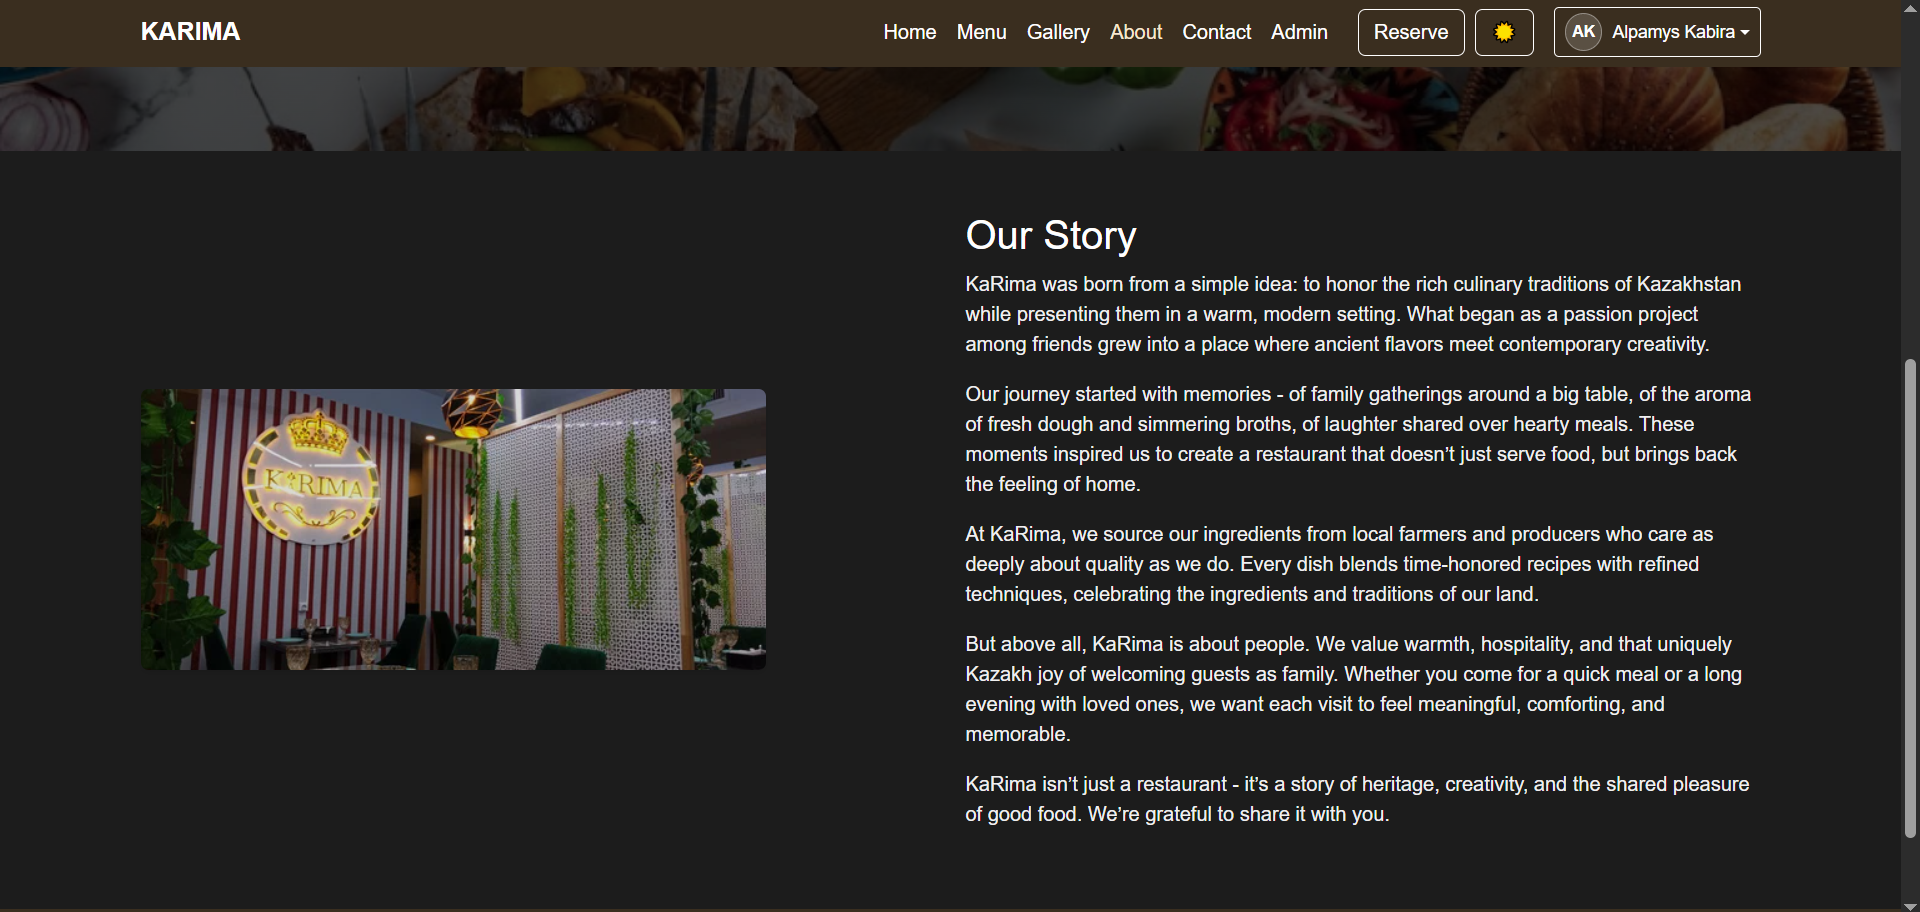 KARIMA
Home Menu Gallery About Contact Admin Reserve AK Alpamys Kabira
Our Story
KaRima was born from a simple idea: to honor the rich culinary traditions of Kazakhstan
while presenting them in a warm, modern setting. What began as a passion project
among friends grew into a place where ancient flavors meet contemporary creativity.
Our journey started with memories - of family gatherings around a big table, of the aroma
of fresh dough and simmering broths, of laughter shared over hearty meals. These
moments inspired us to create a restaurant that doesn’t just serve food, but brings back
the feeling of home.
At KaRima, we source our ingredients from local farmers and producers who care as
deeply about quality as we do. Every dish blends time-honored recipes with refined
techniques, celebrating the ingredients and traditions of our land.
But above all, KaRima is about people. We value warmth, hospitality, and that uniquely
Kazakh joy of welcoming guests as family. Whether you come for a quick meal or a long
evening with loved ones, we want each visit to feel meaningful, comforting, and
memorable.
KaRima isn’t just a restaurant - it’s a story of heritage, creativity, and the shared pleasure
of good food. We’re grateful to share it with you.
KaRIMA